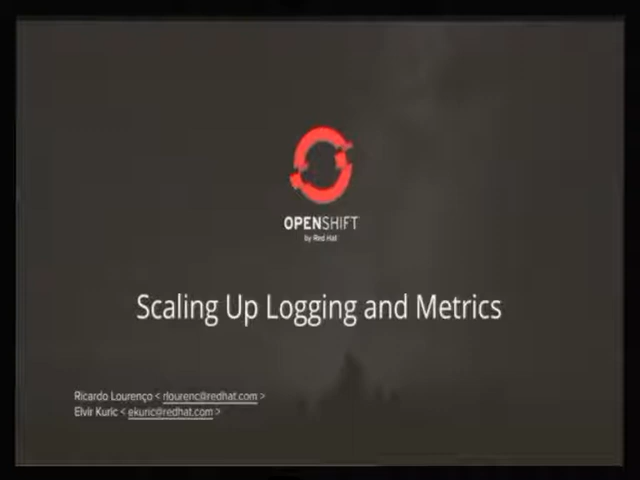 OPENSHIFT
by Red Hat
Scaling Up Logging and Metrics
Ricardo Lourenço < rlourenc@redhat.com >
Elvir Kuric < ekuric@redhat.com >